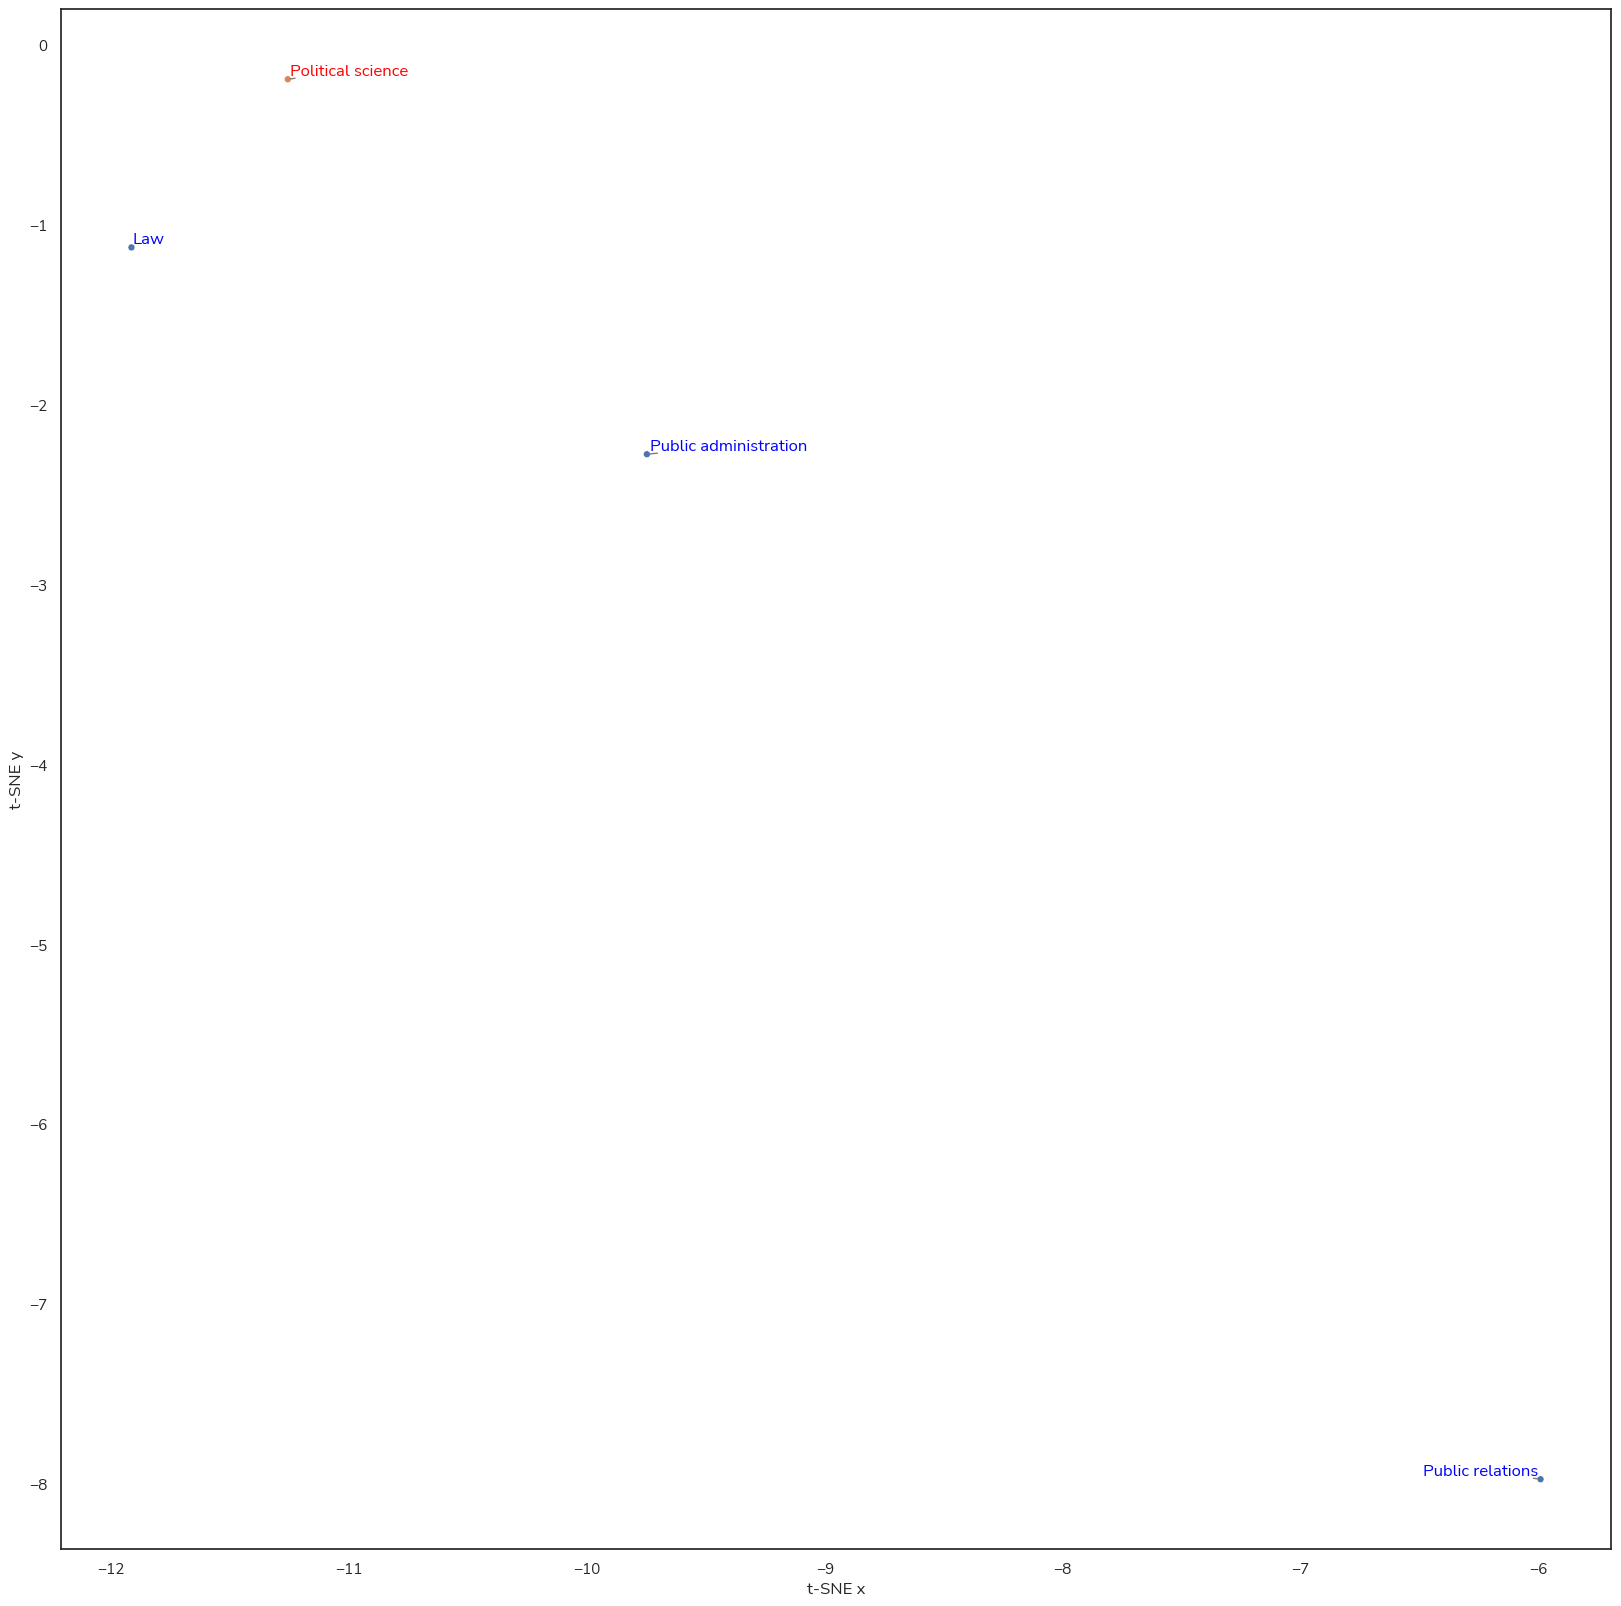 0
Political science
−1
Law
−2
Public administration
−3
−4
t-SNE y
−5
−6
−7
Public relations
−8
−12 −11 −10 −9 −8 −7 −6
t-SNE x